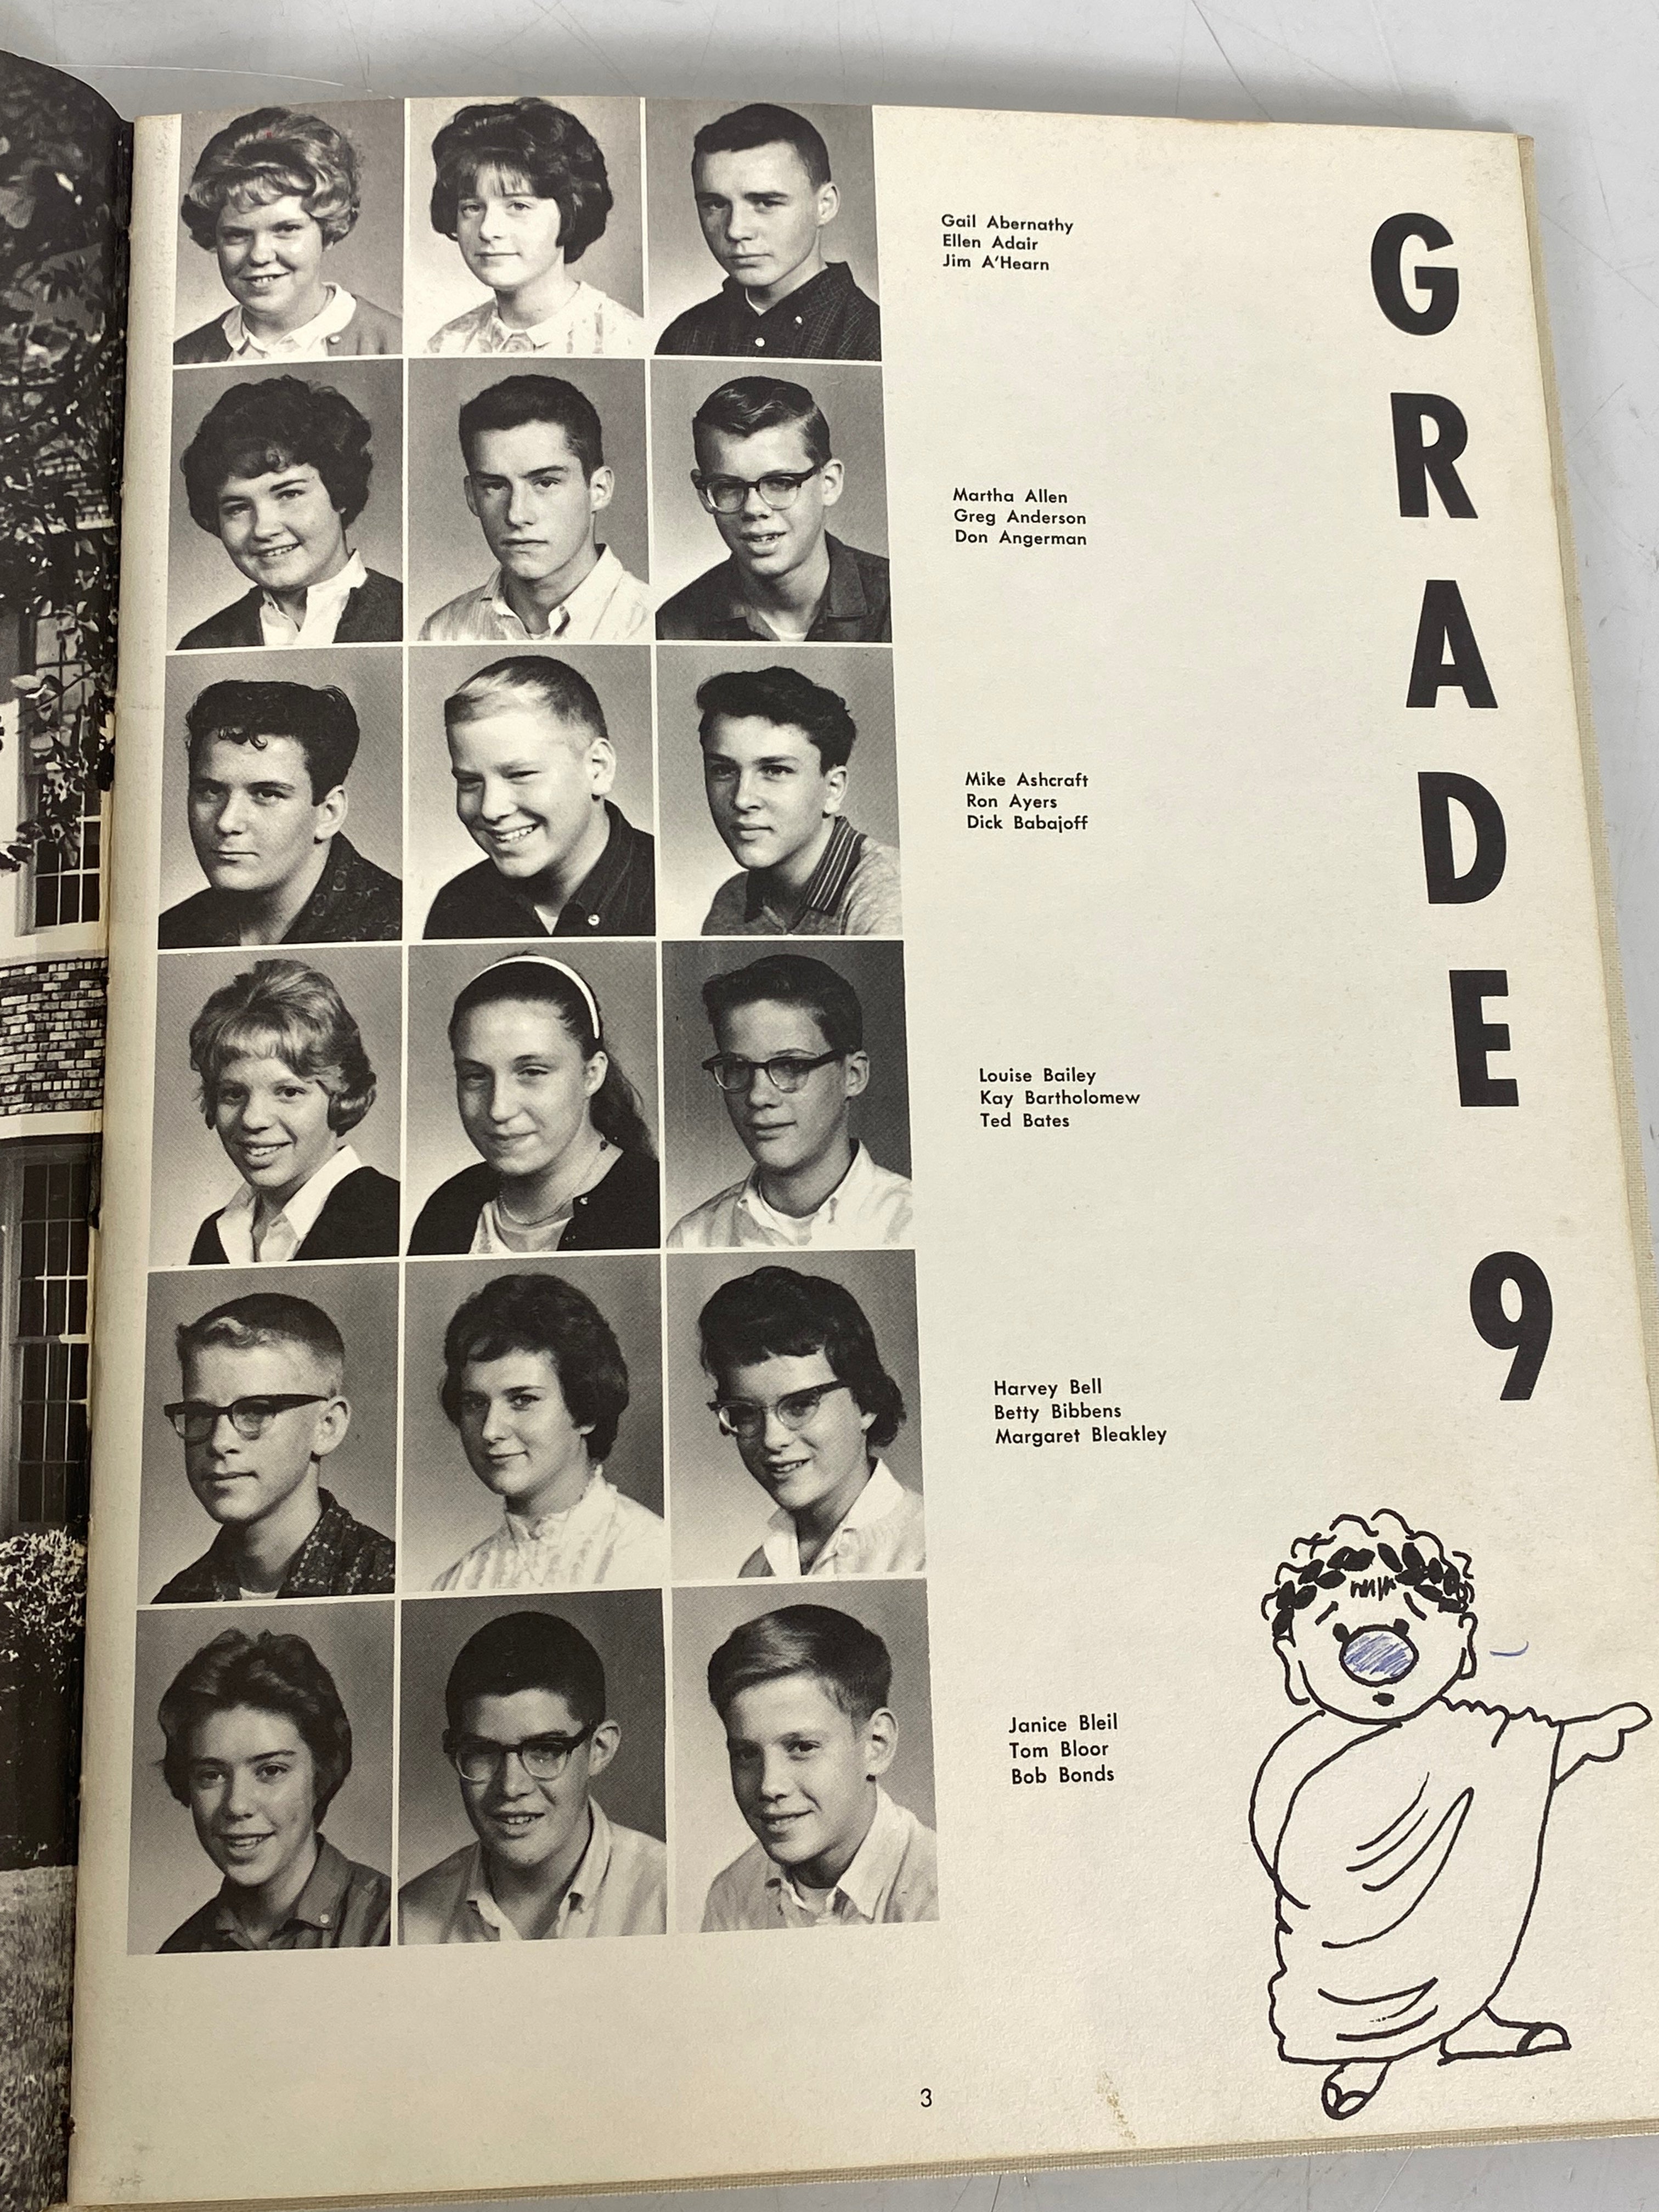 Gail Abernathy
Ellen Adair
Jim A'Hearn
Martha Allen
Greg Anderson
Don Angerman
Mike Ashcraft
Ron Ayers
Dick Babajoff
Louise Bailey
Kay Bartholomew
Ted Bates
Harvey Bell
Betty Bibbens
Margaret Bleakley
Janice Bleil
Tom Bloor
Bob Bonds
GRADE 9
3